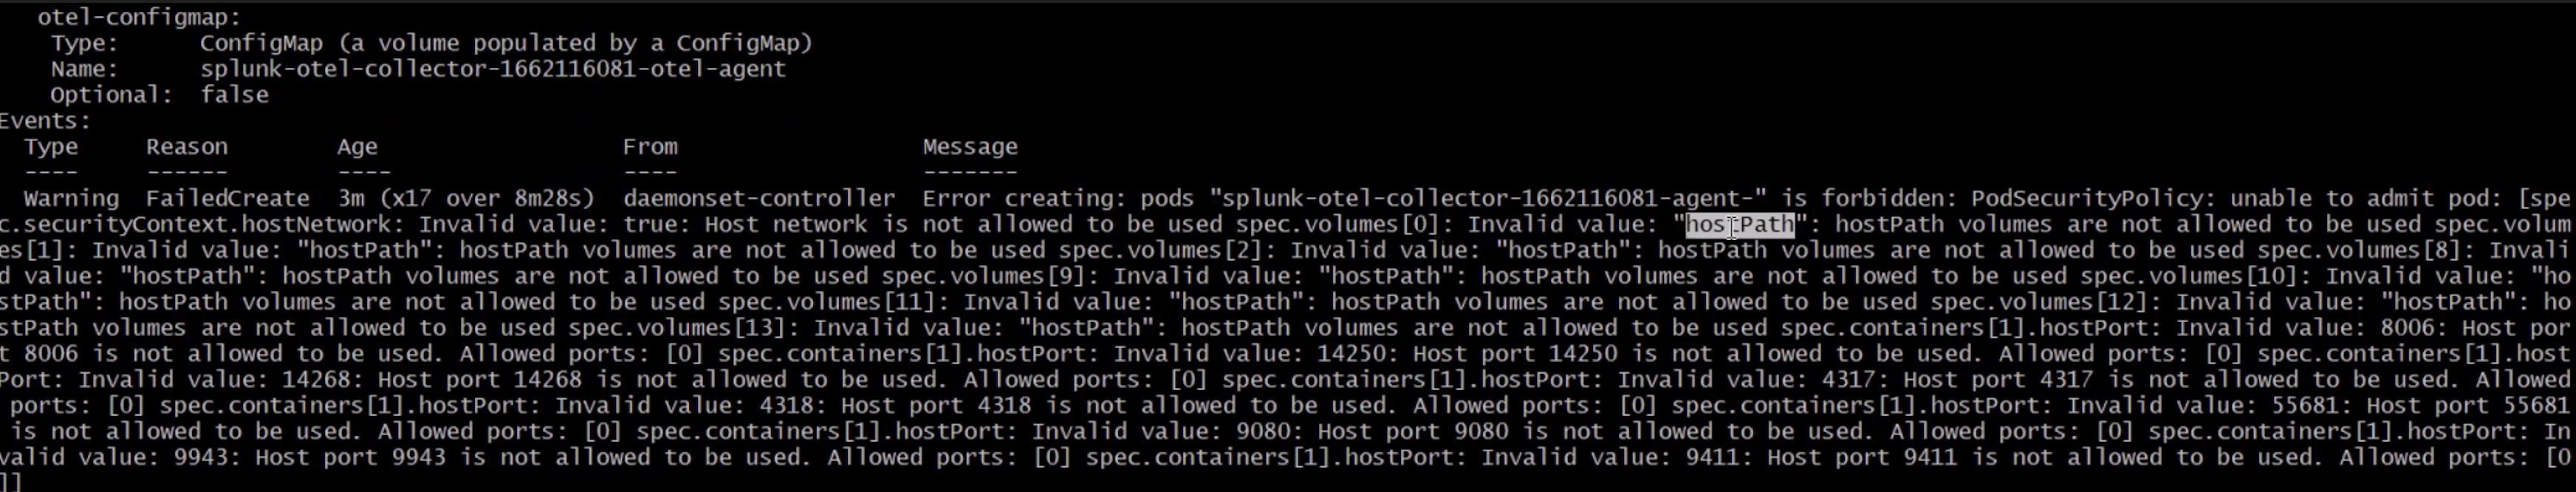 otel-configmap:
Type: ConfigMap (a volume populated by a ConfigMap)
Name: splunk-otel-collector-1662116081-otel-agent
Optional: false
Events:
Type Reason Age From Message
---- ------ ---- ---- -------
Warning FailedCreate 3m (x17 over 8m28s) daemonset-controller Error creating: pods "splunk-otel-collector-1662116081-agent-" is forbidden: PodSecurityPolicy: unable to admit pod: [spe
c.securityContext.hostNetwork: Invalid value: true: Host network is not allowed to be used spec.volumes[0]: Invalid value: "hostPath": hostPath volumes are not allowed to be used spec.volum
es[1]: Invalid value: "hostPath": hostPath volumes are not allowed to be used spec.volumes[2]: Invalid value: "hostPath": hostPath volumes are not allowed to be used spec.volumes[8]: Invali
d value: "hostPath": hostPath volumes are not allowed to be used spec.volumes[9]: Invalid value: "hostPath": hostPath volumes are not allowed to be used spec.volumes[10]: Invalid value: "ho
stPath": hostPath volumes are not allowed to be used spec.volumes[11]: Invalid value: "hostPath": hostPath volumes are not allowed to be used spec.volumes[12]: Invalid value: "hostPath": ho
stPath volumes are not allowed to be used spec.volumes[13]: Invalid value: "hostPath": hostPath volumes are not allowed to be used spec.containers[1].hostPort: Invalid value: 8006: Host por
t 8006 is not allowed to be used. Allowed ports: [0] spec.containers[1].hostPort: Invalid value: 14250: Host port 14250 is not allowed to be used. Allowed ports: [0] spec.containers[1].host
Port: Invalid value: 14268: Host port 14268 is not allowed to be used. Allowed ports: [0] spec.containers[1].hostPort: Invalid value: 4317: Host port 4317 is not allowed to be used. Allowed
ports: [0] spec.containers[1].hostPort: Invalid value: 4318: Host port 4318 is not allowed to be used. Allowed ports: [0] spec.containers[1].hostPort: Invalid value: 55681: Host port 55681
is not allowed to be used. Allowed ports: [0] spec.containers[1].hostPort: Invalid value: 9080: Host port 9080 is not allowed to be used. Allowed ports: [0] spec.containers[1].hostPort: In
valid value: 9943: Host port 9943 is not allowed to be used. Allowed ports: [0] spec.containers[1].hostPort: Invalid value: 9411: Host port 9411 is not allowed to be used. Allowed ports: [0
]]